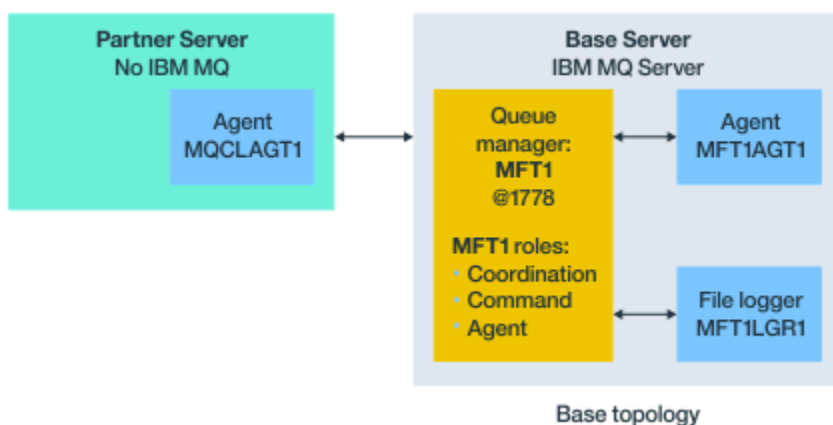 Partner Server
No IBM MQ
Agent
MQCLAGT1
Base Server
IBM MQ Server
Queue
manager:
MFT1
@1778
MFT1 roles:
• Coordination
• Command
• Agent
Agent
MFT1AGT1
File logger
MFT1LGR1
Base topology